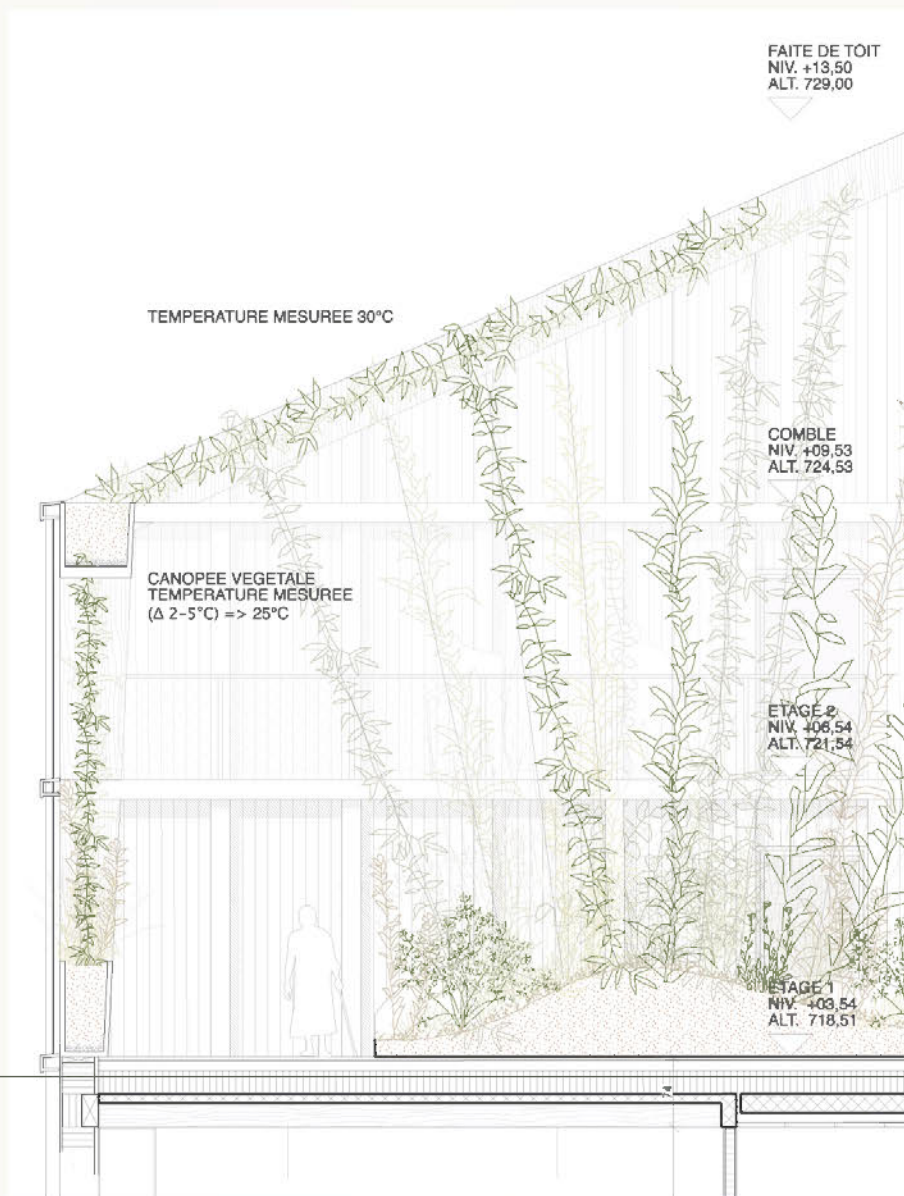 FAITE DE TOIT
NIV. +13,50
ALT. 729,00
TEMPERATURE MESUREE 30°C
COMBLE
NIV. +09,53
ALT. 724,53
CANOPEE VEGETALE
TEMPERATURE MESUREE
(Δ 2-5°C) => 25°C
ETAGE 2
NIV. +06,54
ALT. 721,54
ETAGE 1
NIV. +03,54
ALT. 718,51
74